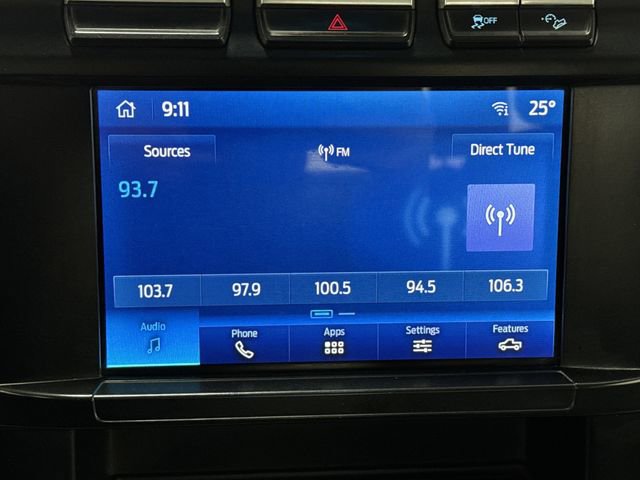 OFF
9:11 25°
Sources FM Direct Tune
93.7
103.7 97.9 100.5 94.5 106.3
Audio Phone Apps Settings Features